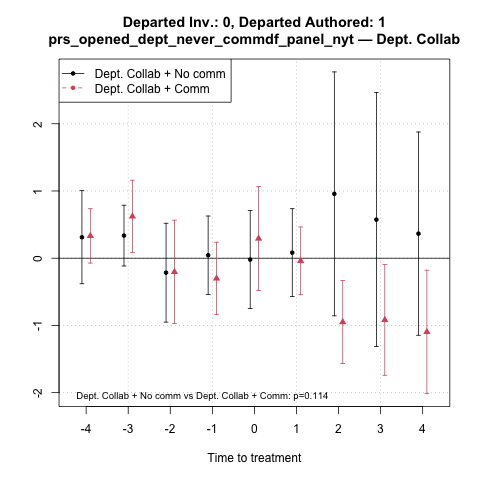 Departed Inv.: 0, Departed Authored: 1
prs_opened_dept_never_commdf_panel_nyt — Dept. Collab
Dept. Collab + No comm
Dept. Collab + Comm
2
1
0
-1
-2
Dept. Collab + No comm vs Dept. Collab + Comm: p=0.114
-4 -3 -2 -1 0 1 2 3 4
Time to treatment